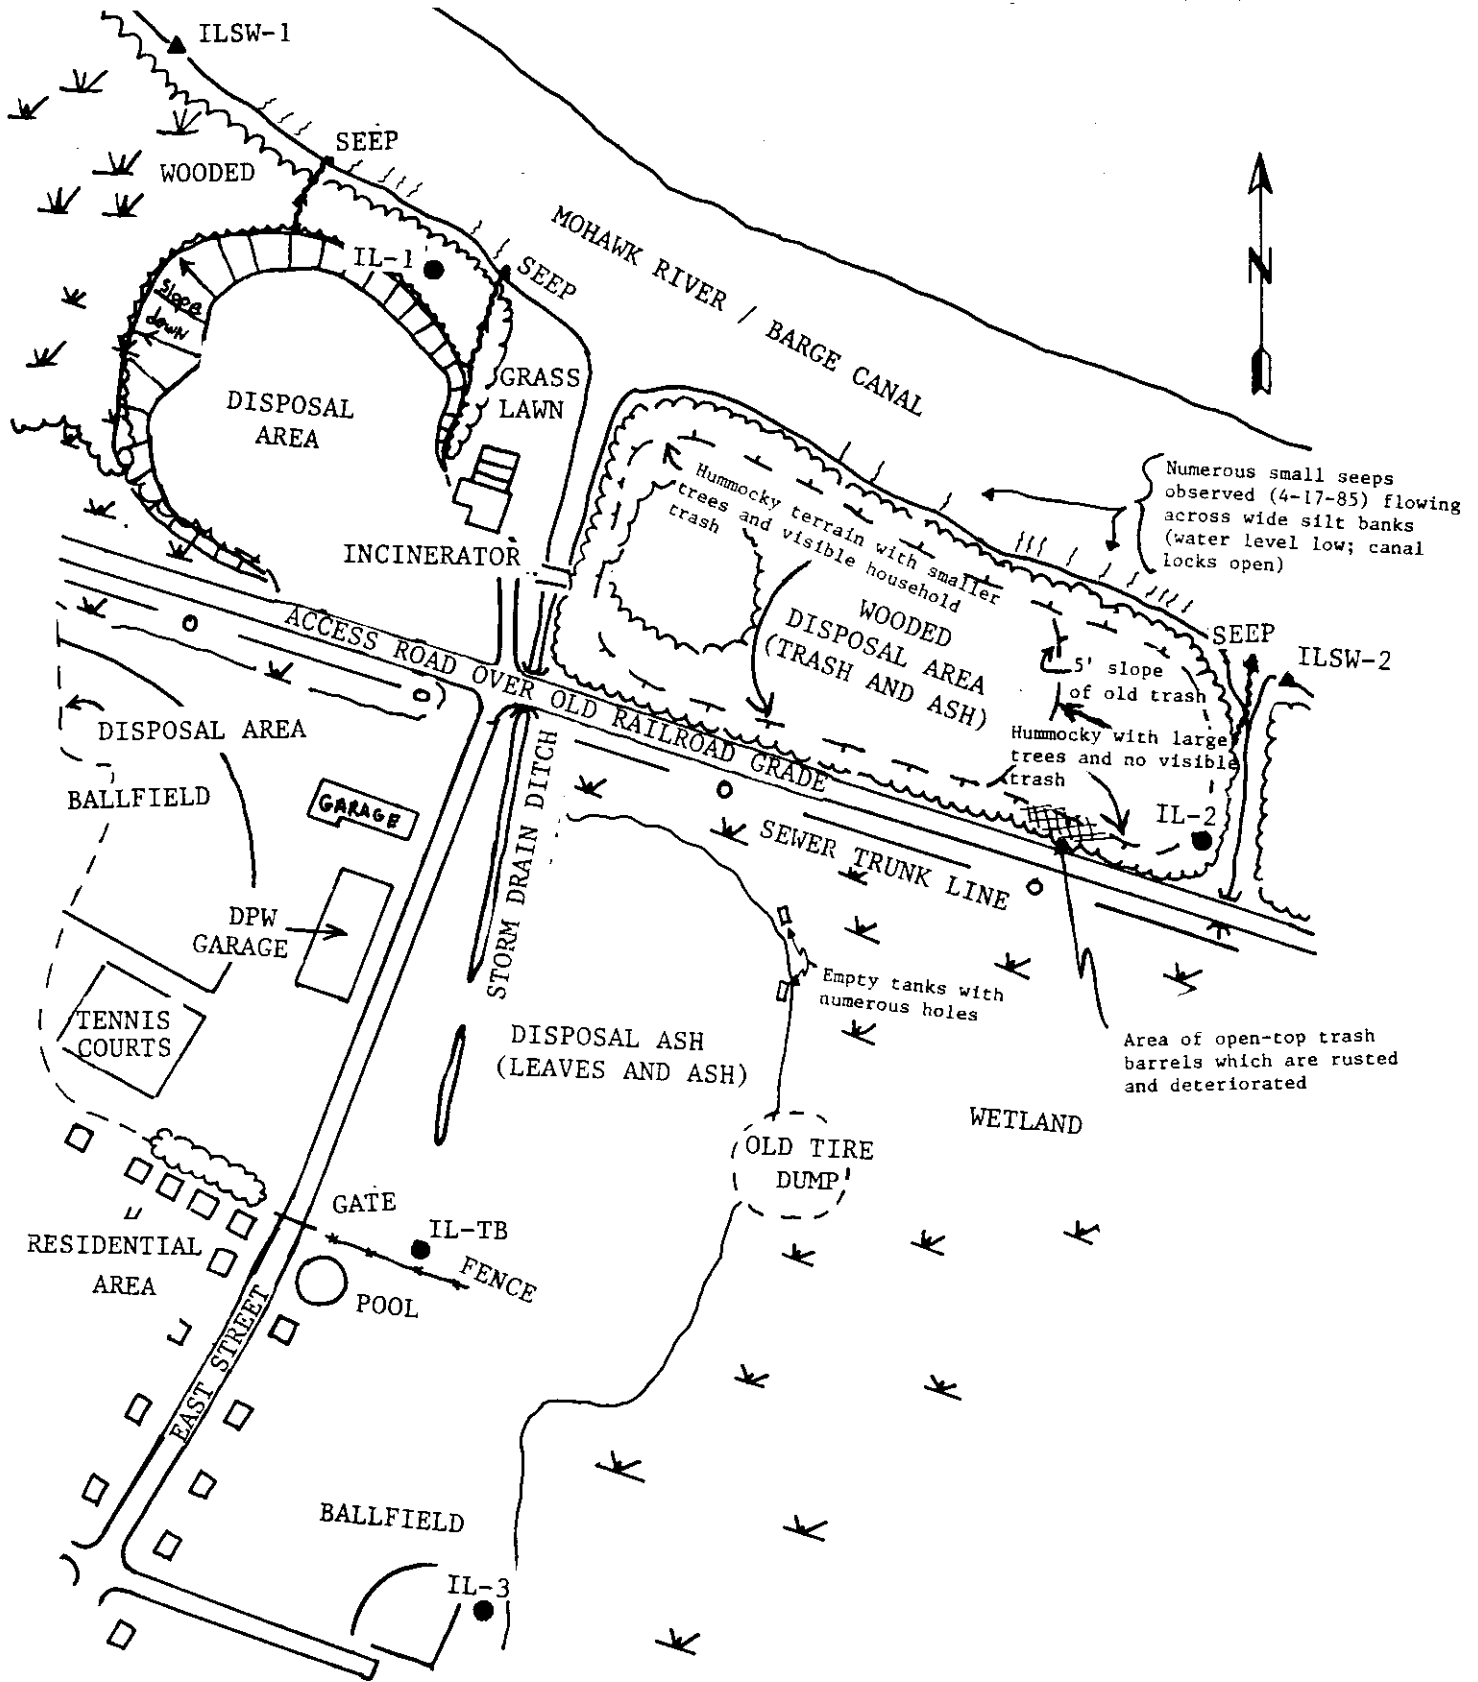 ILSW-1
SEEP
WOODED
IL-1
SEEP
MOHAWK RIVER / BARGE CANAL
N
Slope
down
GRASS
LAWN
DISPOSAL
AREA
INCINERATOR
Hummocky terrain with smaller
trees and visible household
trash
Numerous small seeps
observed (4-17-85) flowing
across wide silt banks
(water level low; canal
locks open)
WOODED
DISPOSAL AREA
(TRASH AND ASH)
SEEP
ILSW-2
5' slope
of old trash
Hummocky with large
trees and no visible
trash
IL-2
ACCESS ROAD OVER OLD RAILROAD GRADE
DISPOSAL AREA
BALLFIELD
GARAGE
STORM DRAIN DITCH
SEWER TRUNK LINE
DPW
GARAGE
Empty tanks with
numerous holes
TENNIS
COURTS
DISPOSAL ASH
(LEAVES AND ASH)
Area of open-top trash
barrels which are rusted
and deteriorated
WETLAND
OLD TIRE
DUMP
GATE
IL-TB
FENCE
RESIDENTIAL
AREA
POOL
EAST STREET
BALLFIELD
IL-3